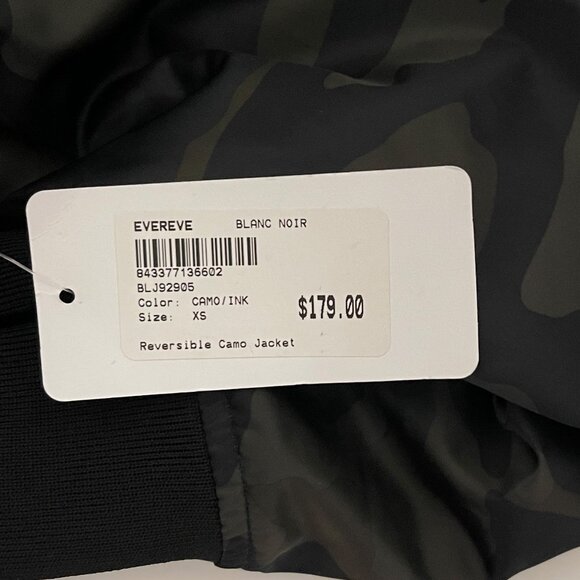 EVEREVE BLANC NOIR
843377136602
BLJ92905
Color: CAMO/INK
Size: XS
$179.00
Reversible Camo Jacket